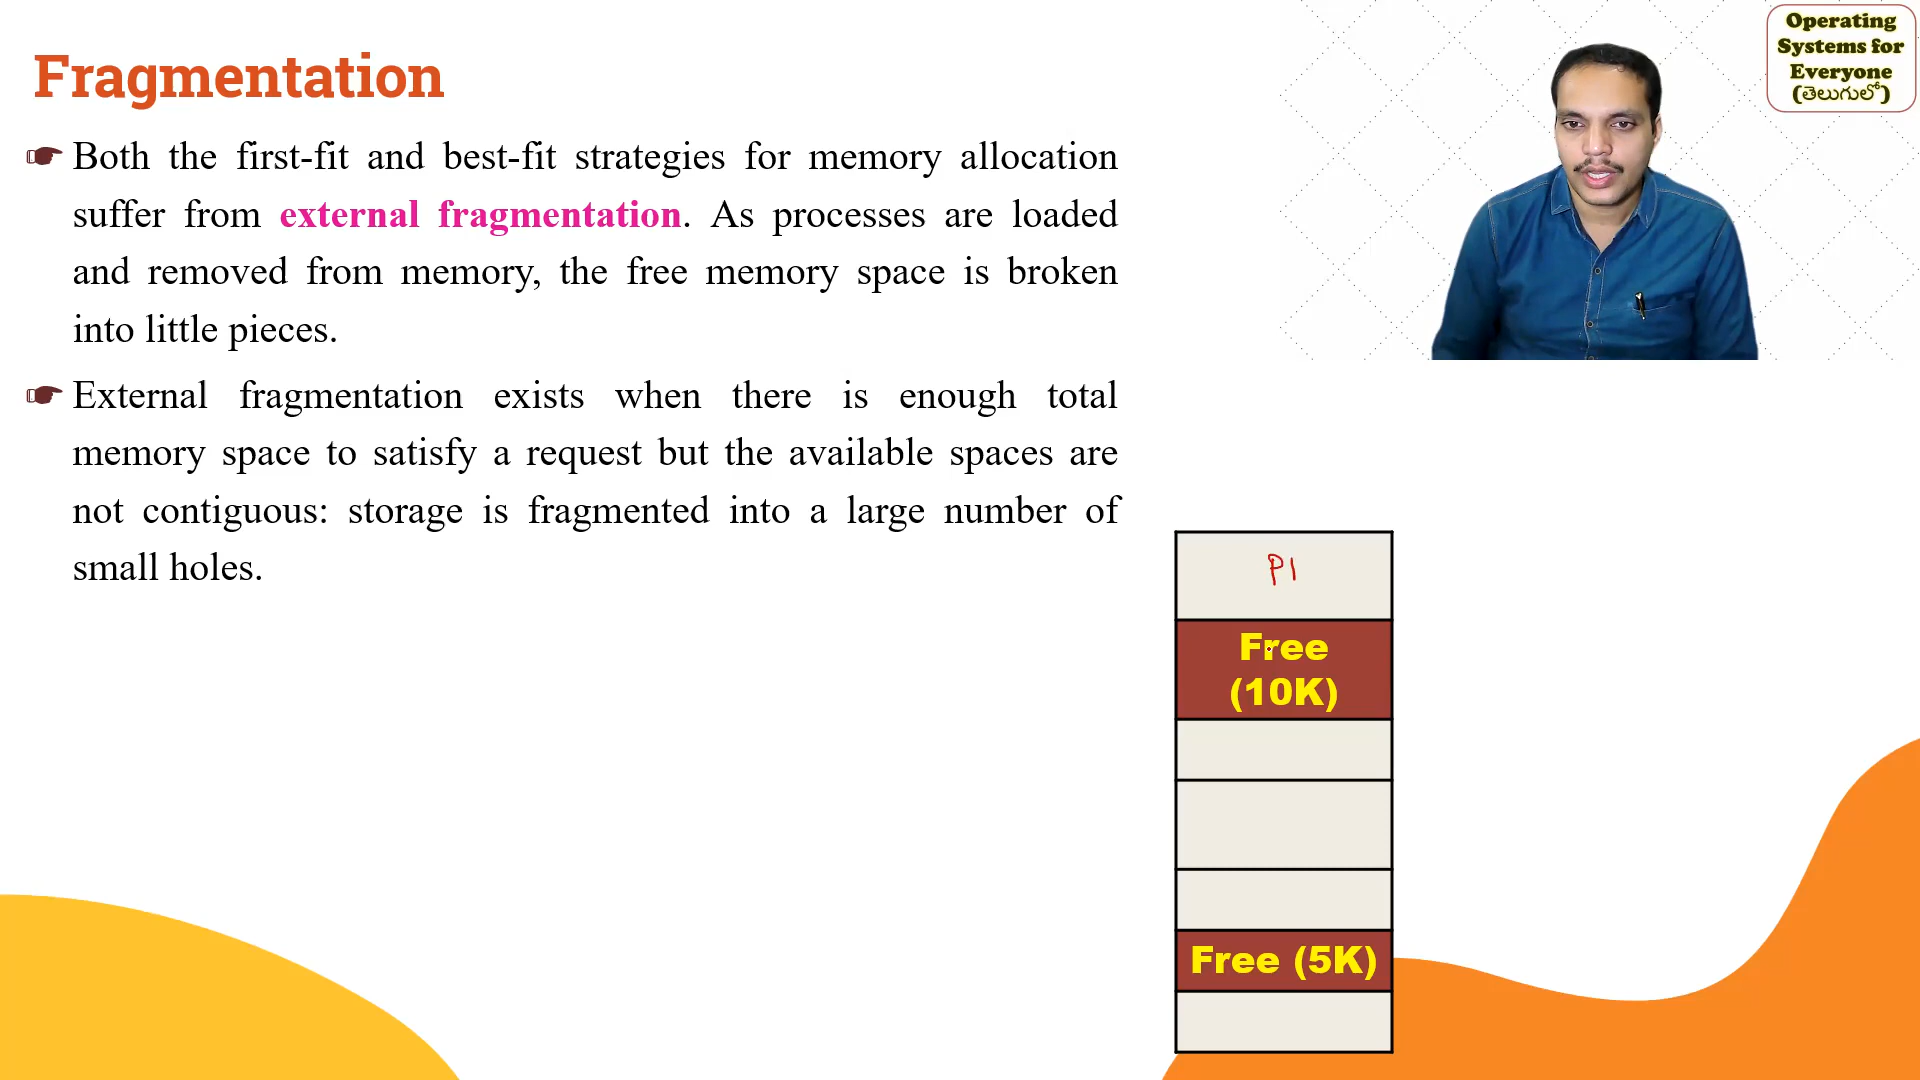 Fragmentation
Both the first-fit and best-fit strategies for memory allocation
suffer from external fragmentation. As processes are loaded
and removed from memory, the free memory space is broken
into little pieces.
External fragmentation exists when there is enough total
memory space to satisfy a request but the available spaces are
not contiguous: storage is fragmented into a large number of
small holes.
Operating
Systems for
Everyone
(తెలుగులో)
P1
Free
(10K)
Free (5K)